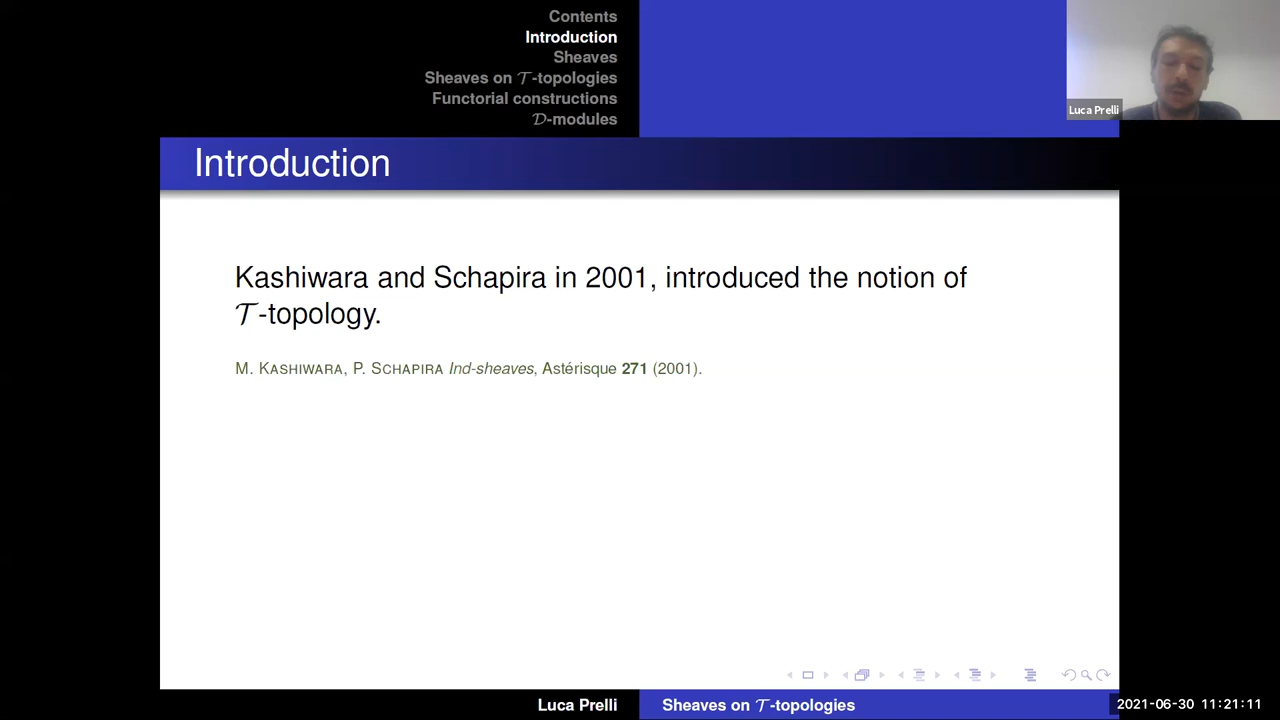 Contents
Introduction
Sheaves
Sheaves on 𝒯-topologies
Functorial constructions
𝒟-modules
Luca Prelli
Introduction
Kashiwara and Schapira in 2001, introduced the notion of
𝒯-topology.
M. KASHIWARA, P. SCHAPIRA Ind-sheaves, Astérisque 271 (2001).
Luca Prelli
Sheaves on 𝒯-topologies
2021-06-30 11:21:11